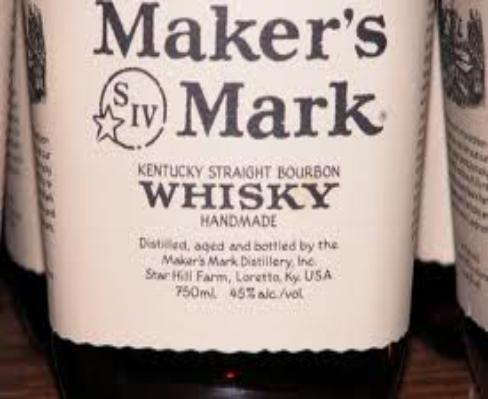 Maker's
S IV Mark
KENTUCKY STRAIGHT BOURBON
WHISKY
HANDMADE
Distilled, aged and bottled by the
Maker's Mark Distillery, Inc.
Star Hill Farm, Loretto, Ky. USA
750ml. 45% alc./vol.